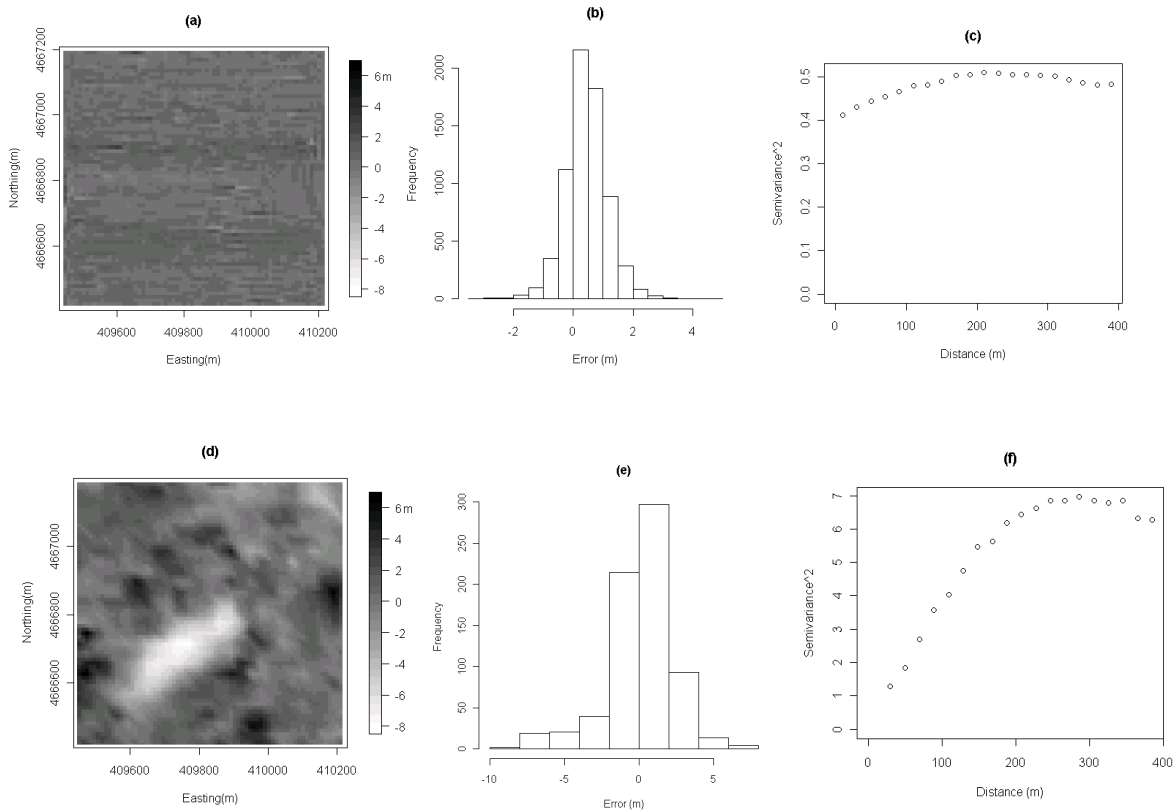 (a)
4667200
4667000
4666800
4666600
Northing(m)
409600 409800 410000 410200
Easting(m)
6m
4
2
0
-2
-4
-6
-8
(b)
2000
1500
1000
500
0
Frequency
-2 0 2 4
Error (m)
(c)
0.5
0.4
0.3
0.2
0.1
0.0
Semivariance^2
0 100 200 300 400
Distance (m)
(d)
4667000
4666800
4666600
Northing(m)
409600 409800 410000 410200
Easting(m)
6m
4
2
0
-2
-4
-6
-8
(e)
300
250
200
150
100
50
0
Frequency
-10 -5 0 5
Error (m)
(f)
7
6
5
4
3
2
1
0
Semivariance^2
0 100 200 300 400
Distance (m)